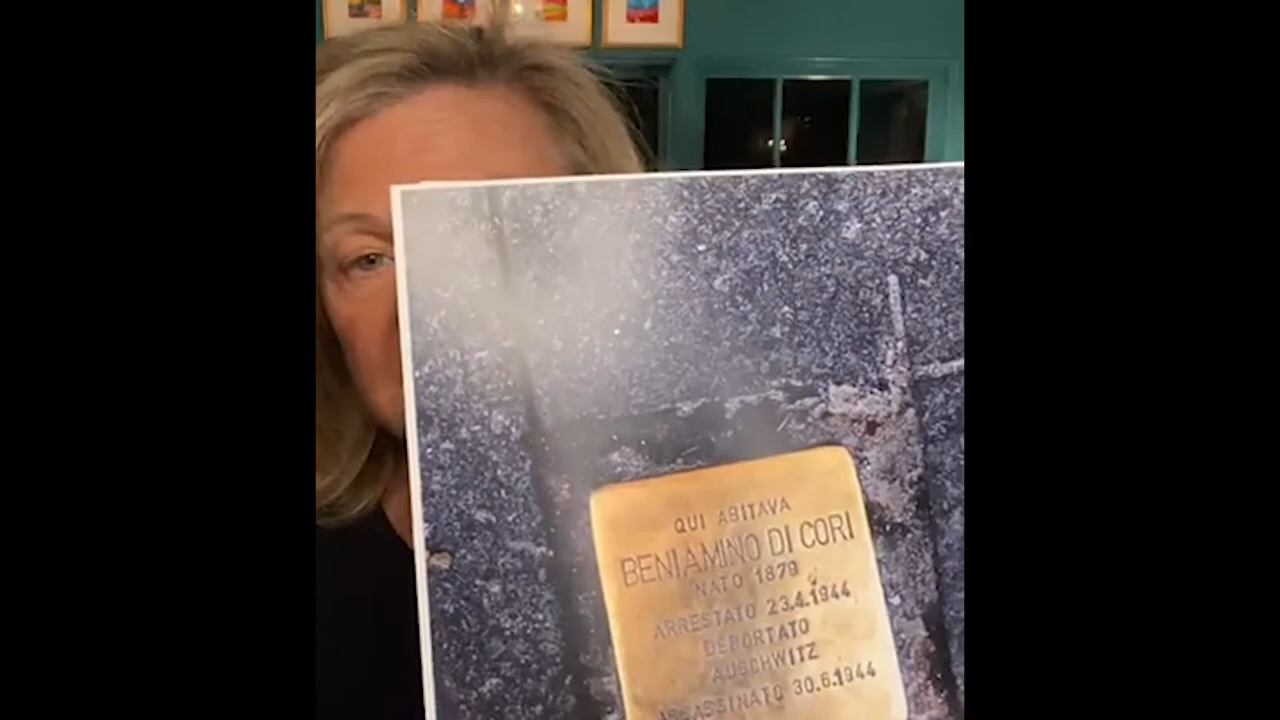 QUI ABITAVA
BENIAMINO DI CORI
NATO 1879
ARRESTATO 23.4.1944
DEPORTATO
AUSCHWITZ
ASSASSINATO 30.6.1944